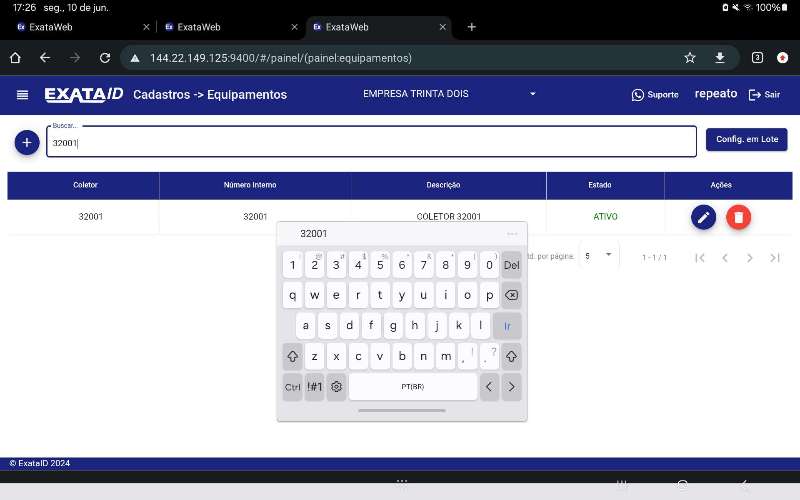 17:26 seg., 10 de jun. 100%
ExataWeb ExataWeb ExataWeb
144.22.149.125:9400/#/painel/(painel:equipamentos) 3
EXATAID Cadastros -> Equipamentos EMPRESA TRINTA DOIS Suporte repeato Sair
Buscar...
32001
Config. em Lote
Coletor Número Interno Descrição Estado Ações
32001 32001 COLETOR 32001 ATIVO
32001
td. por página: 5 1 - 1 / 1
1 2 3 4 5 6 7 8 9 0 Del
q w e r t y u i o p
a s d f g h j k l Ir
z x c v b n m , ! . ?
Ctrl !#1 PT(BR)
© ExataID 2024